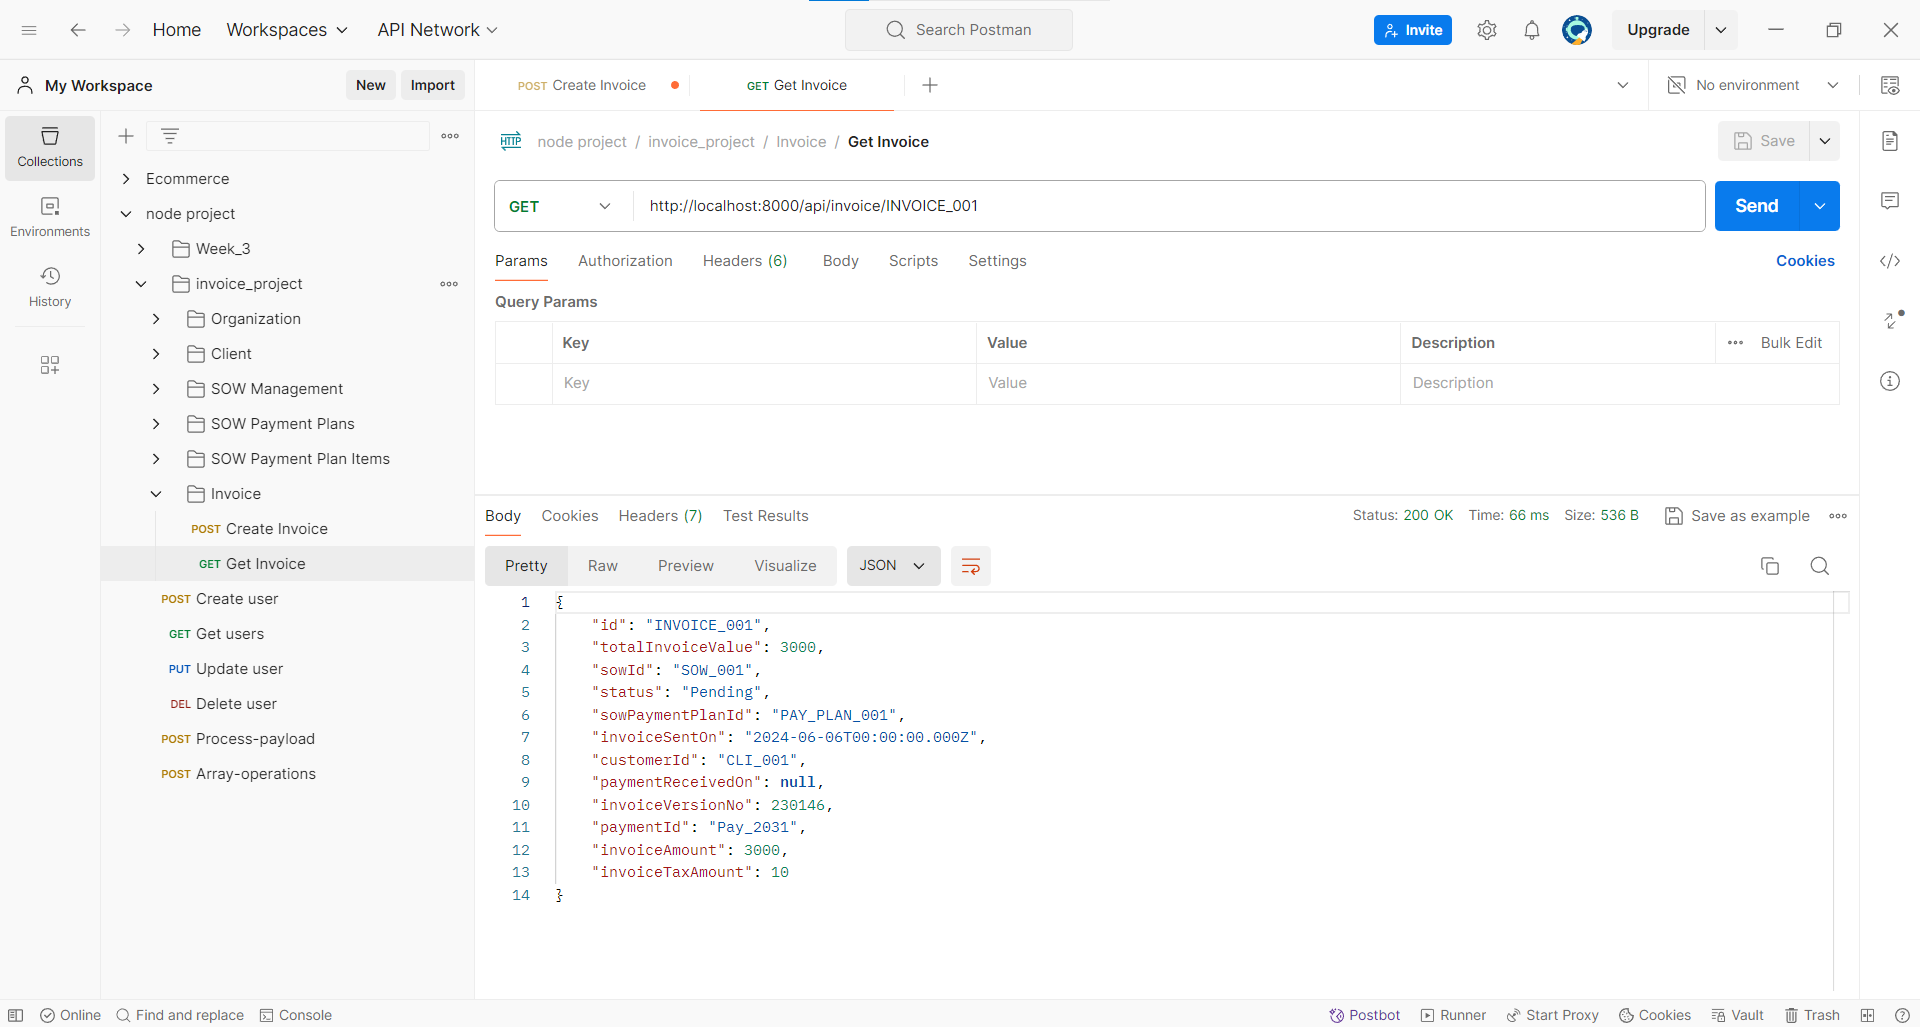 Home Workspaces API Network Search Postman Invite Upgrade
My Workspace New Import POST Create Invoice GET Get Invoice No environment
Collections
Environments
History
Ecommerce
node project
Week_3
invoice_project
Organization
Client
SOW Management
SOW Payment Plans
SOW Payment Plan Items
Invoice
POST Create Invoice
GET Get Invoice
POST Create user
GET Get users
PUT Update user
DEL Delete user
POST Process-payload
POST Array-operations
HTTP node project / invoice_project / Invoice / Get Invoice Save
GET http://localhost:8000/api/invoice/INVOICE_001 Send
Params Authorization Headers (6) Body Scripts Settings Cookies
Query Params
Key Value Description Bulk Edit
Key Value Description
Body Cookies Headers (7) Test Results Status: 200 OK Time: 66 ms Size: 536 B Save as example
Pretty Raw Preview Visualize JSON
1 {
2 "id": "INVOICE_001",
3 "totalInvoiceValue": 3000,
4 "sowId": "SOW_001",
5 "status": "Pending",
6 "sowPaymentPlanId": "PAY_PLAN_001",
7 "invoiceSentOn": "2024-06-06T00:00:00.000Z",
8 "customerId": "CLI_001",
9 "paymentReceivedOn": null,
10 "invoiceVersionNo": 230146,
11 "paymentId": "Pay_2031",
12 "invoiceAmount": 3000,
13 "invoiceTaxAmount": 10
14 }
Online Find and replace Console Postbot Runner Start Proxy Cookies Vault Trash